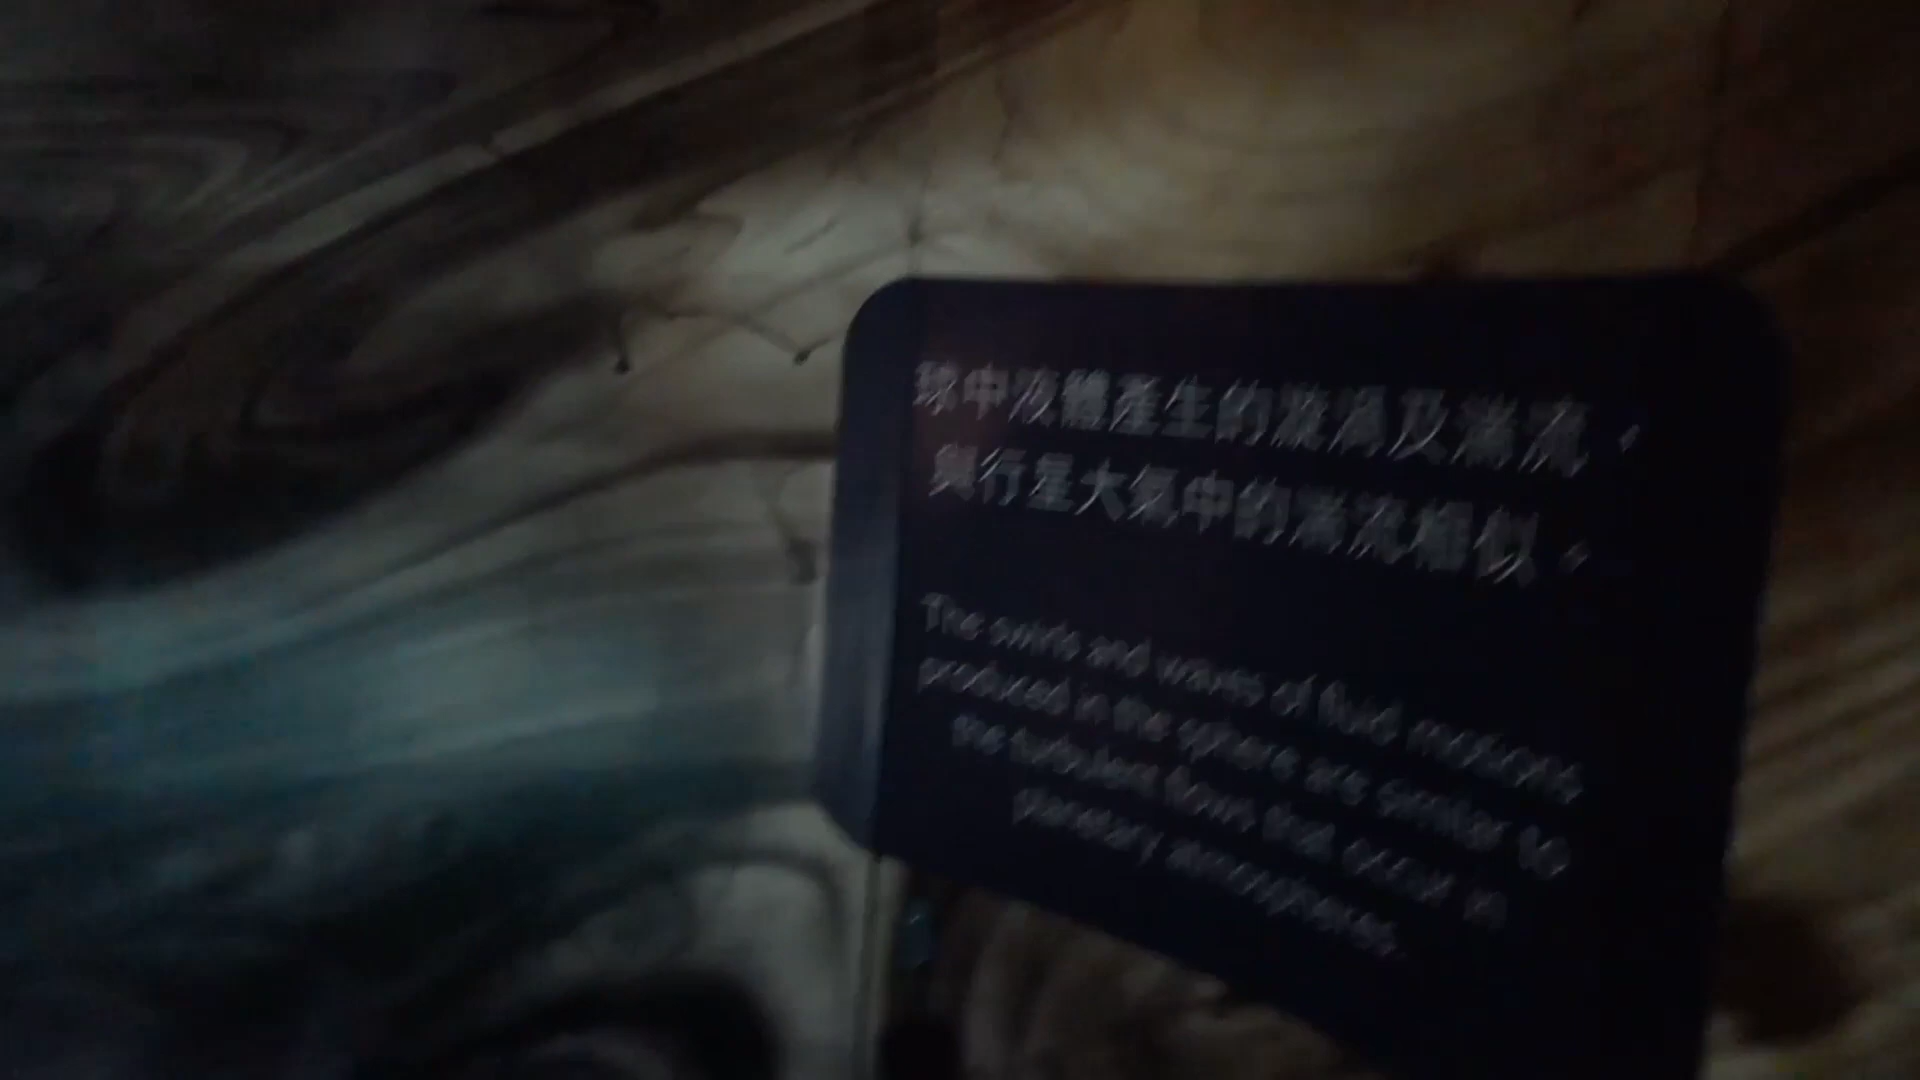 球中液體產生的漩渦及湍流,
與行星大氣中的湍流相似。
The swirls and waves of fluid motions
produced in the sphere are similar to
the turbulent flows that occur in
planetary atmospheres.